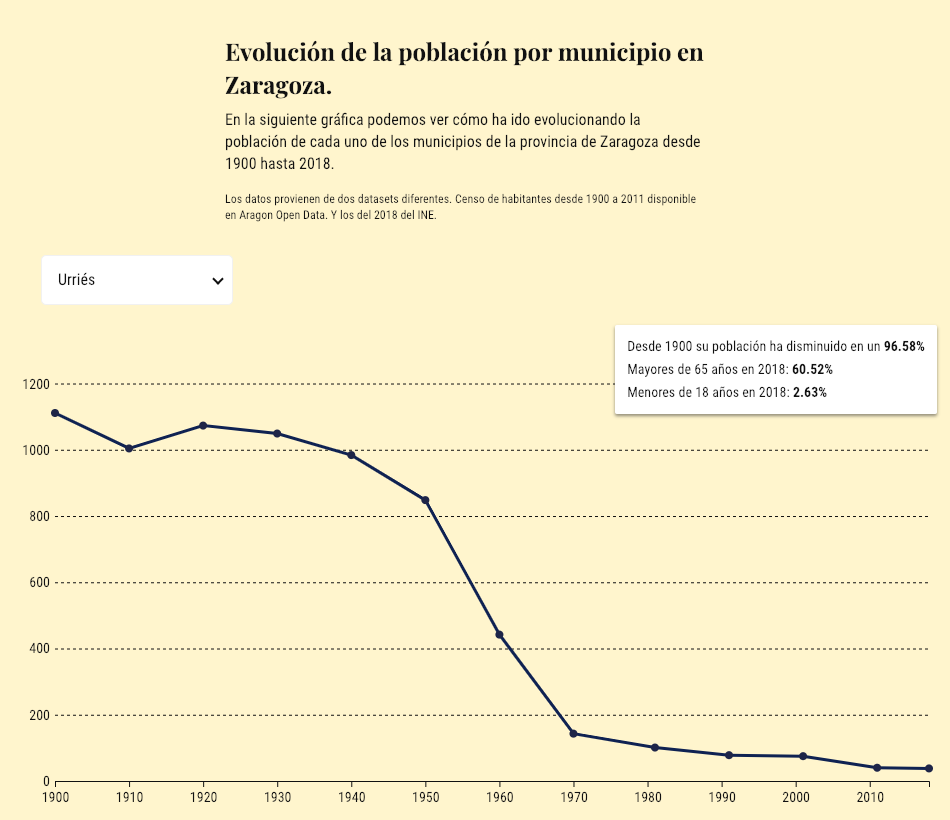 Evolución de la población por municipio en
Zaragoza.
En la siguiente gráfica podemos ver cómo ha ido evolucionando la
población de cada uno de los municipios de la provincia de Zaragoza desde
1900 hasta 2018.
Los datos provienen de dos datasets diferentes. Censo de habitantes desde 1900 a 2011 disponible
en Aragon Open Data. Y los del 2018 del INE.
Urriés
Desde 1900 su población ha disminuido en un 96.58%
Mayores de 65 años en 2018: 60.52%
Menores de 18 años en 2018: 2.63%
1200
1000
800
600
400
200
0
1900 1910 1920 1930 1940 1950 1960 1970 1980 1990 2000 2010